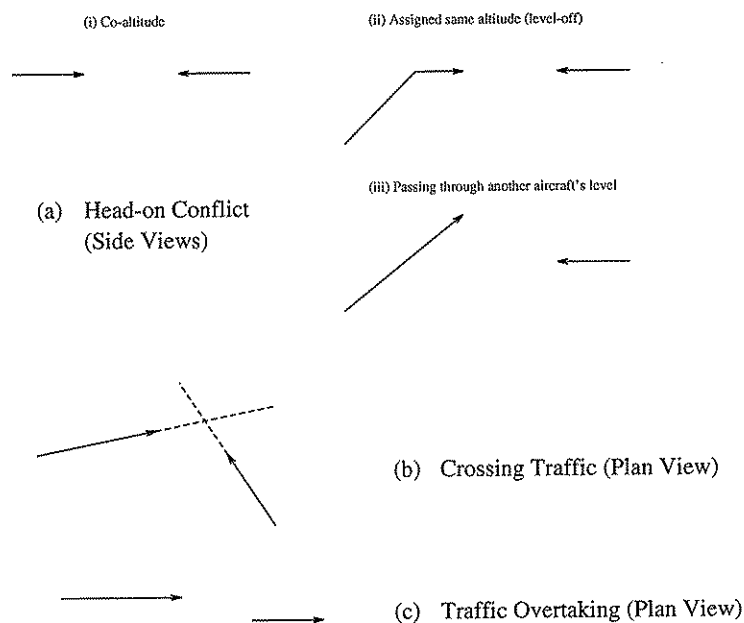 (i) Co-altitude
(ii) Assigned same altitude (level-off)
(a) Head-on Conflict
(Side Views)
(iii) Passing through another aircraft's level
(b) Crossing Traffic (Plan View)
(c) Traffic Overtaking (Plan View)